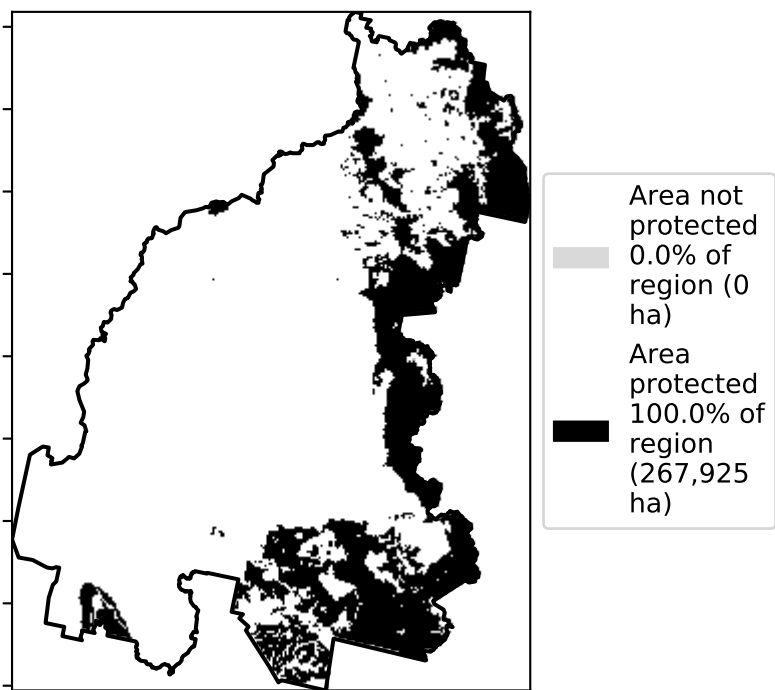 Area not
protected
0.0% of
region (0
ha)
Area
protected
100.0% of
region
(267,925
ha)